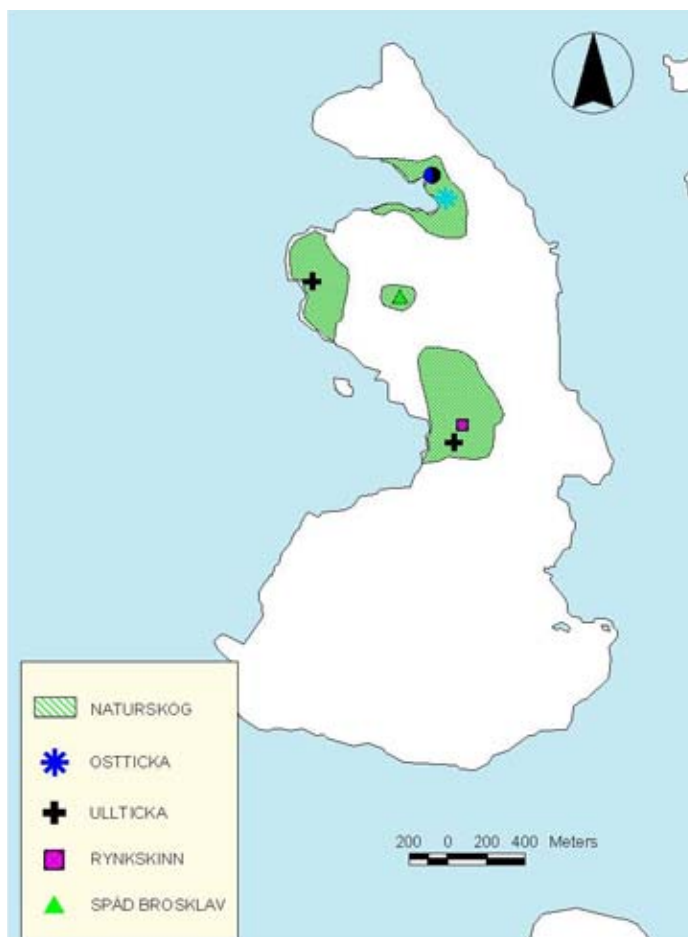 200 0 200 400 Meters
NATURSKOG
OSTTICKA
ULLTICKA
RYNKSKINN
SPÄD BROSKLAV